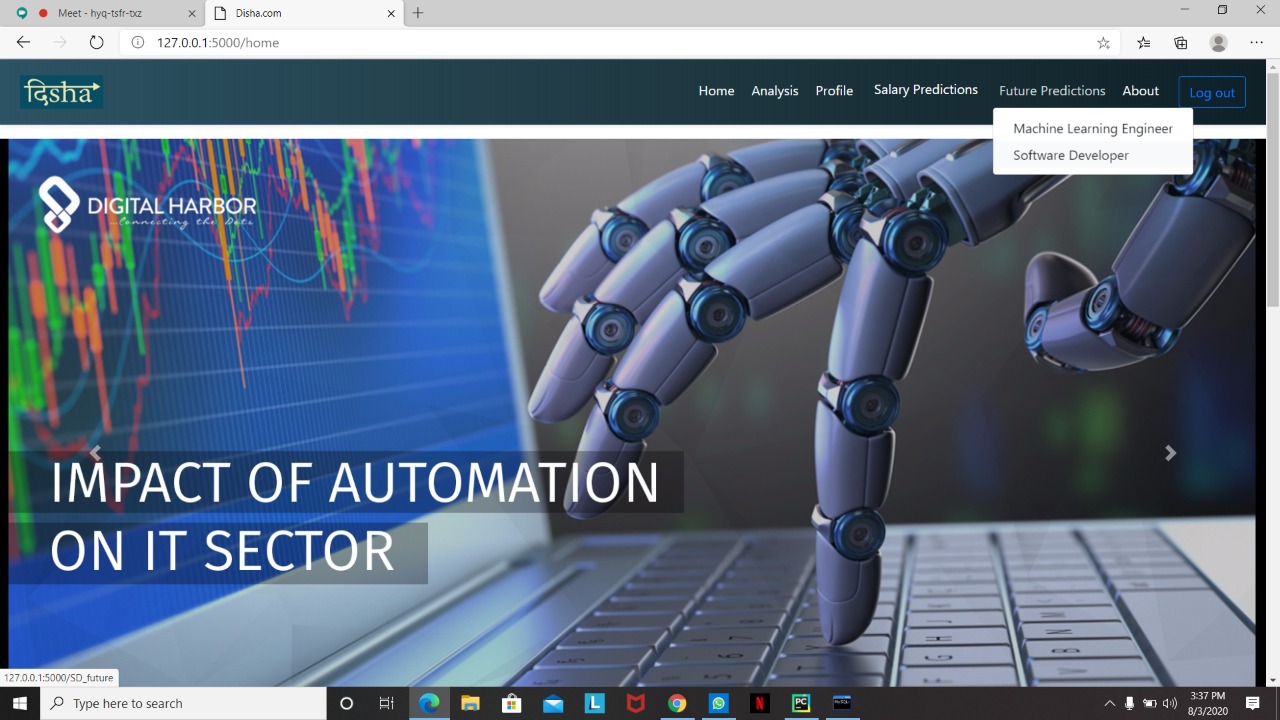 Meet - hyq-tsfr-txz
Disha.com
127.0.0.1:5000/home
दिशा
Home
Analysis
Profile
Salary Predictions
Future Predictions
About
Log out
Machine Learning Engineer
Software Developer
DIGITAL HARBOR
...Connecting the Dots
IMPACT OF AUTOMATION
ON IT SECTOR
127.0.0.1:5000/SD_future
Type here to search
L
N
PC
MySQL
3:37 PM
8/3/2020